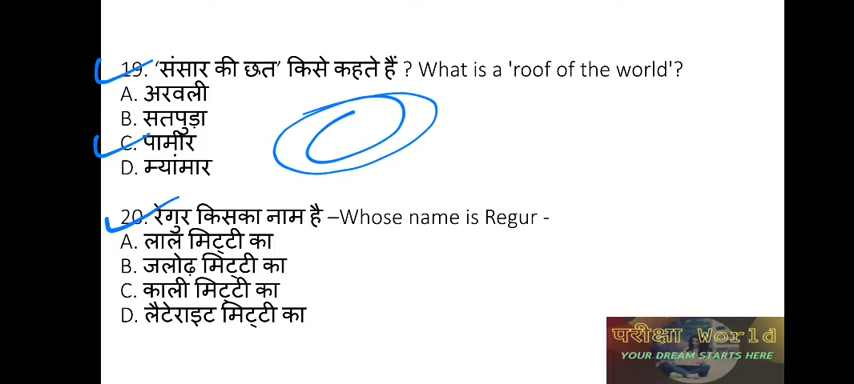 19. 'संसार की छत' किसे कहते हैं ? What is a 'roof of the world'?
A. अरवली
B. सतपुड़ा
C. पामीर
D. म्यांमार
20. रेगुर किसका नाम है –Whose name is Regur -
A. लाल मिट्टी का
B. जलोढ़ मिट्टी का
C. काली मिट्टी का
D. लैटेराइट मिट्टी का
परीक्षा World
YOUR DREAM STARTS HERE